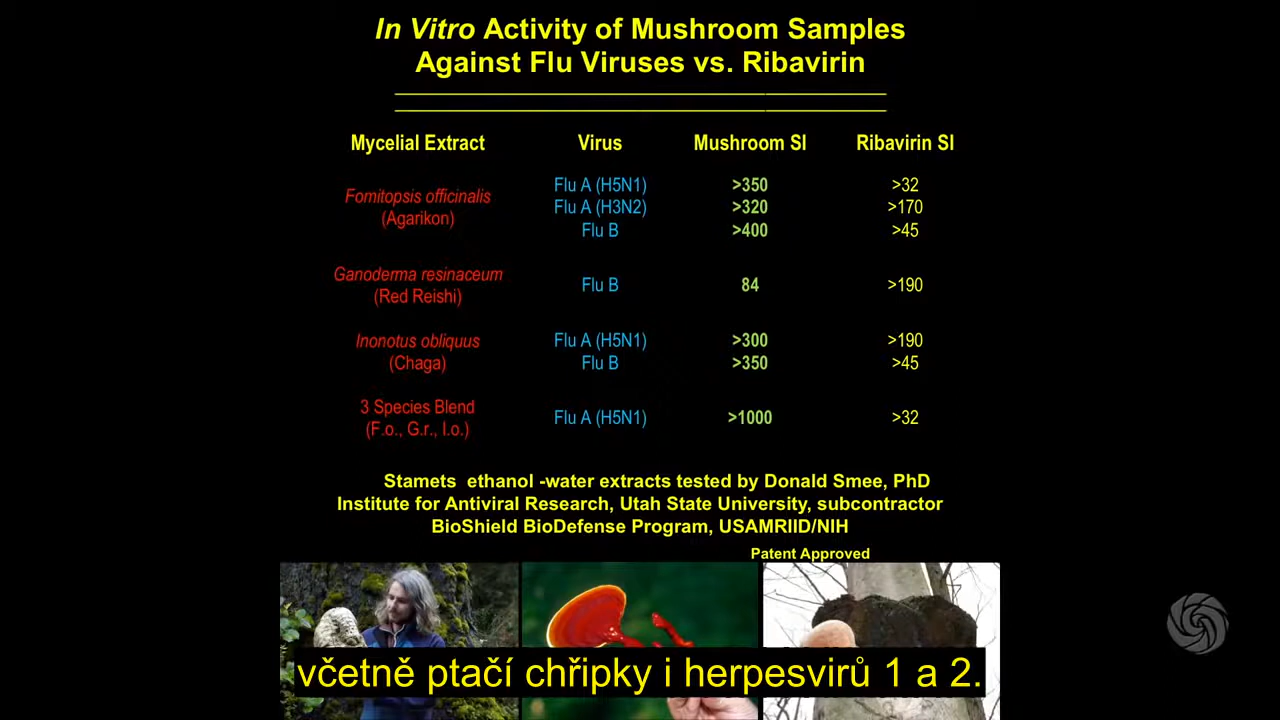 In Vitro Activity of Mushroom Samples
Against Flu Viruses vs. Ribavirin
Mycelial Extract Virus Mushroom SI Ribavirin SI
Fomitopsis officinalis
(Agarikon)
Flu A (H5N1) >350 >32
Flu A (H3N2) >320 >170
Flu B >400 >45
Ganoderma resinaceum
(Red Reishi)
Flu B 84 >190
Inonotus obliquus
(Chaga)
Flu A (H5N1) >300 >190
Flu B >350 >45
3 Species Blend
(F.o., G.r., I.o.)
Flu A (H5N1) >1000 >32
Stamets ethanol -water extracts tested by Donald Smee, PhD
Institute for Antiviral Research, Utah State University, subcontractor
BioShield BioDefense Program, USAMRIID/NIH
Patent Approved
včetně ptačí chřipky i herpesvirů 1 a 2.